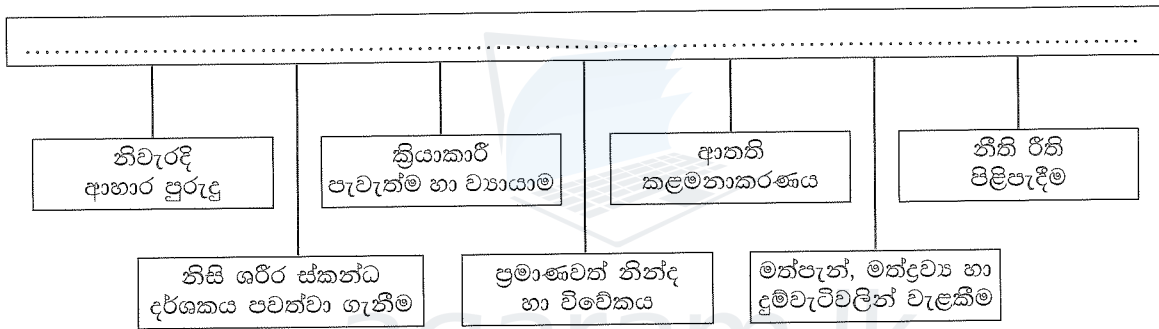 ................................................................................
නිවැරදි
ආහාර පුරුදු
ක්‍රියාකාරී
පැවැත්ම හා ව්‍යායාම
ආතති
කළමනාකරණය
නීති රීති
පිළිපැදීම
නිසි ශරීර ස්කන්ධ
දර්ශකය පවත්වා ගැනීම
ප්‍රමාණවත් නින්ද
හා විවේකය
මත්පැන්, මත්ද්‍රව්‍ය හා
දුම්වැටිවලින් වැළකීම